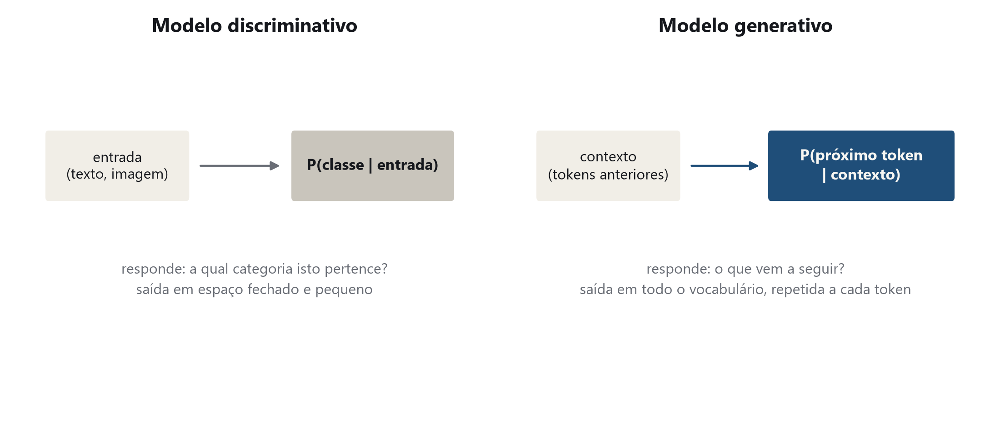 Modelo discriminativo
entrada
(texto, imagem)
P(classe | entrada)
responde: a qual categoria isto pertence?
saída em espaço fechado e pequeno
Modelo generativo
contexto
(tokens anteriores)
P(próximo token
| contexto)
responde: o que vem a seguir?
saída em todo o vocabulário, repetida a cada token